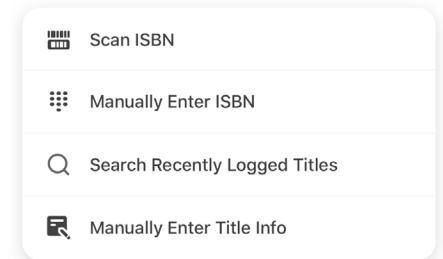 Scan ISBN
Manually Enter ISBN
Search Recently Logged Titles
Manually Enter Title Info